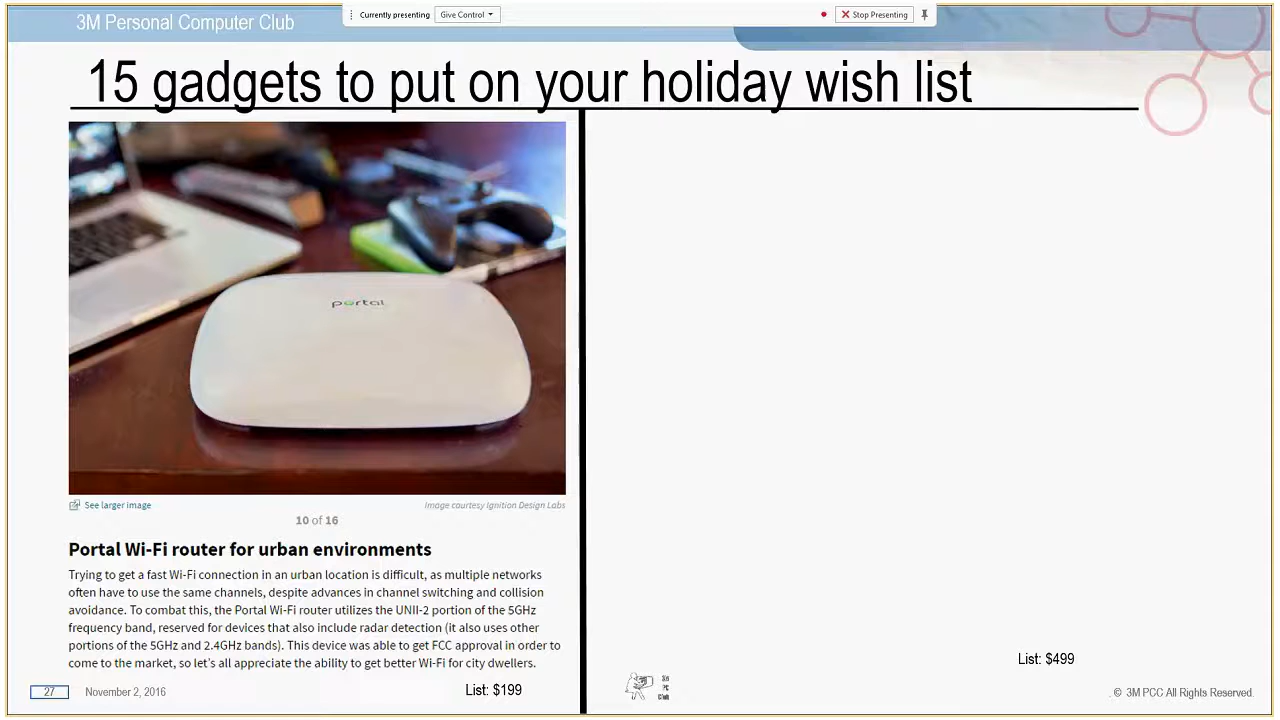 3M Personal Computer Club
Currently presenting
Give Control
Stop Presenting
15 gadgets to put on your holiday wish list
portal
See larger image
Image courtesy Ignition Design Labs
10 of 16
Portal Wi-Fi router for urban environments
Trying to get a fast Wi-Fi connection in an urban location is difficult, as multiple networks
often have to use the same channels, despite advances in channel switching and collision
avoidance. To combat this, the Portal Wi-Fi router utilizes the UNII-2 portion of the 5GHz
frequency band, reserved for devices that also include radar detection (it also uses other
portions of the 5GHz and 2.4GHz bands). This device was able to get FCC approval in order to
come to the market, so let's all appreciate the ability to get better Wi-Fi for city dwellers.
List: $199
List: $499
27
November 2, 2016
3M
PC
Club
© 3M PCC All Rights Reserved.